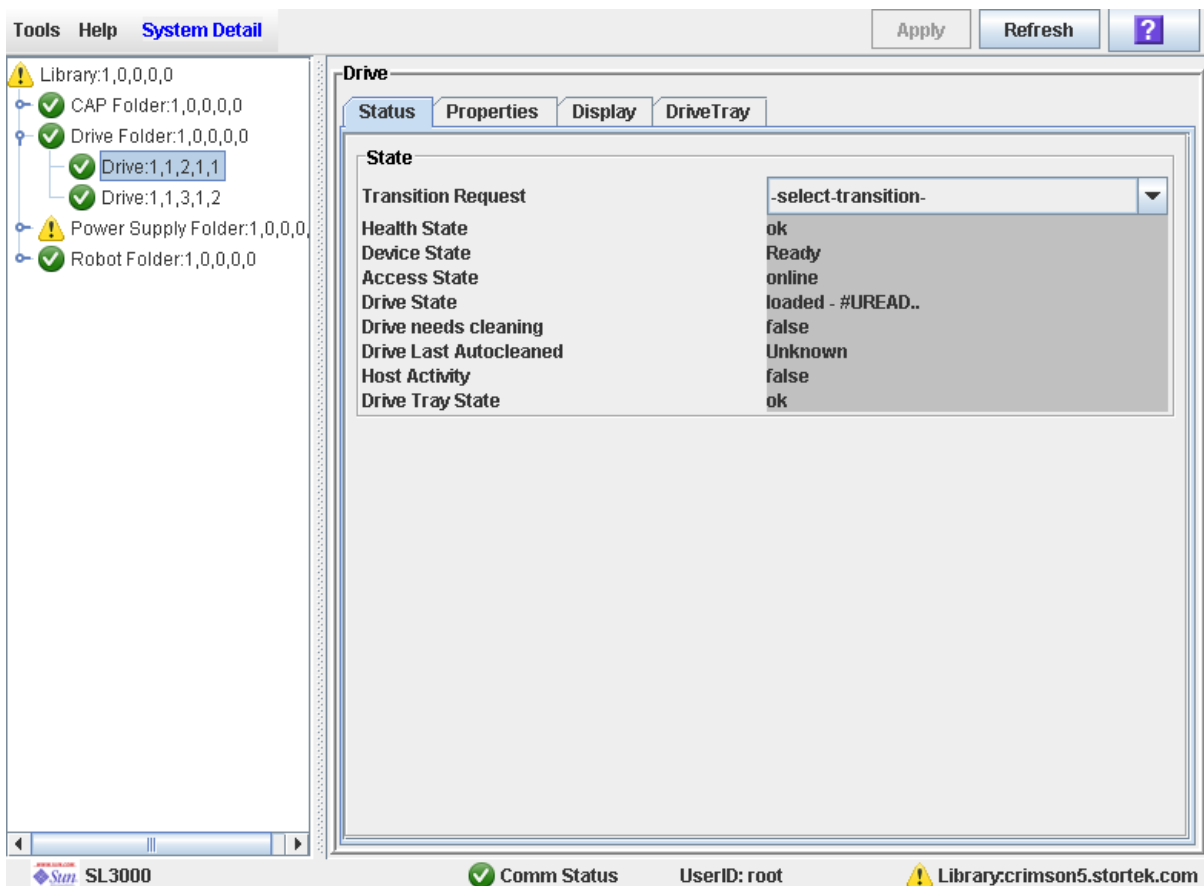 Tools Help System Detail Apply Refresh ?
Library:1,0,0,0,0
CAP Folder:1,0,0,0,0
Drive Folder:1,0,0,0,0
Drive:1,1,2,1,1
Drive:1,1,3,1,2
Power Supply Folder:1,0,0,0,
Robot Folder:1,0,0,0,0
Drive
Status Properties Display DriveTray
State
Transition Request -select-transition-
Health State ok
Device State Ready
Access State online
Drive State loaded - #UREAD..
Drive needs cleaning false
Drive Last Autocleaned Unknown
Host Activity false
Drive Tray State ok
Sun SL3000 Comm Status UserID: root Library:crimson5.stortek.com